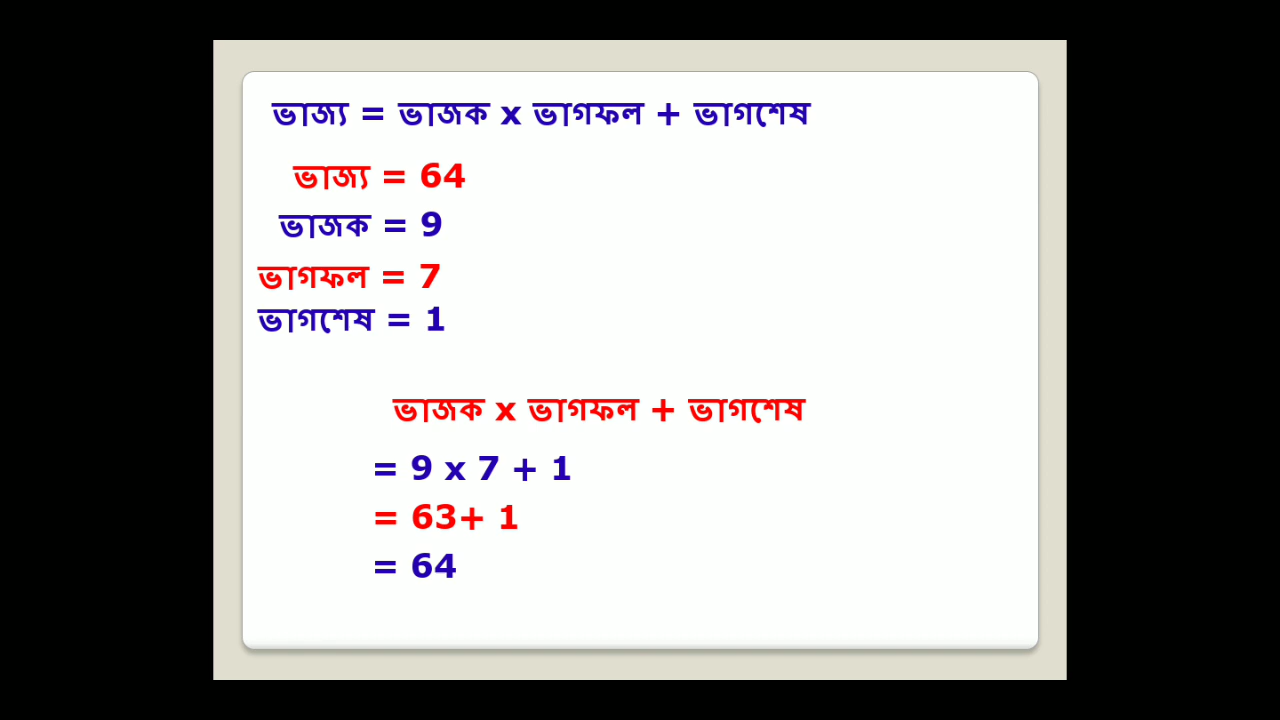 ভাজ্য = ভাজক x ভাগফল + ভাগশেষ
ভাজ্য = 64
ভাজক = 9
ভাগফল = 7
ভাগশেষ = 1
ভাজক x ভাগফল + ভাগশেষ
= 9 x 7 + 1
= 63+ 1
= 64